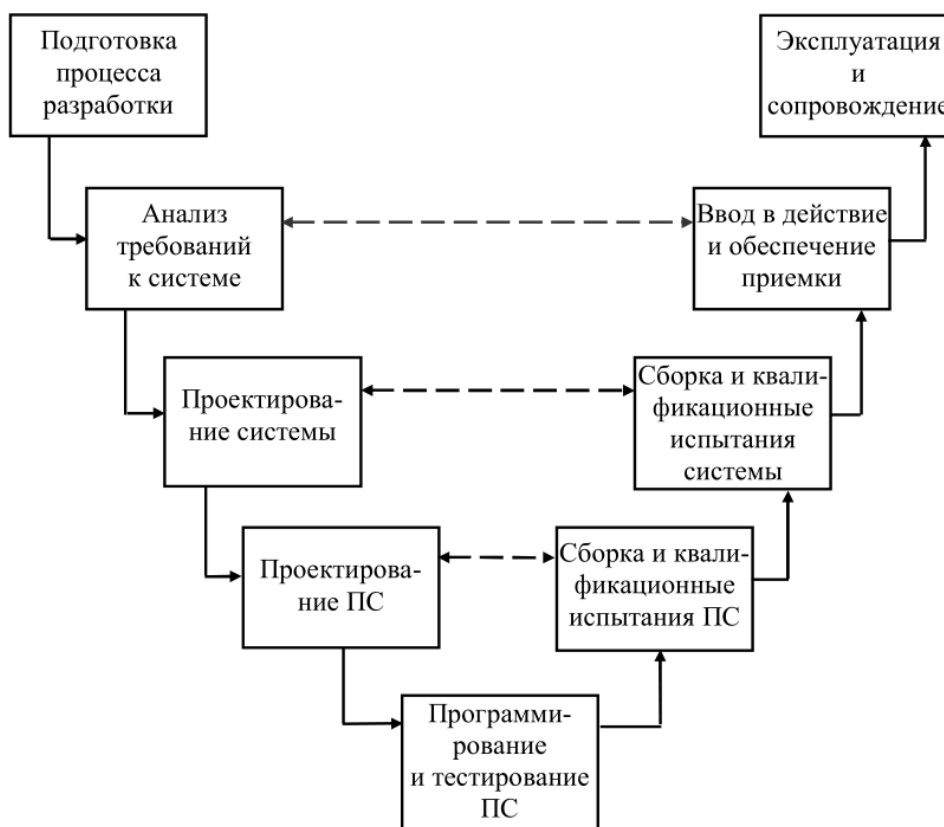 Подготовка
процесса
разработки
Эксплуатация
и
сопровождение
Анализ
требований
к системе
Ввод в действие
и обеспечение
приемки
Проектирова-
ние системы
Сборка и квали-
фикационные
испытания
системы
Проектирова-
ние ПС
Сборка и квали-
фикационные
испытания ПС
Программи-
рование
и тестирование
ПС